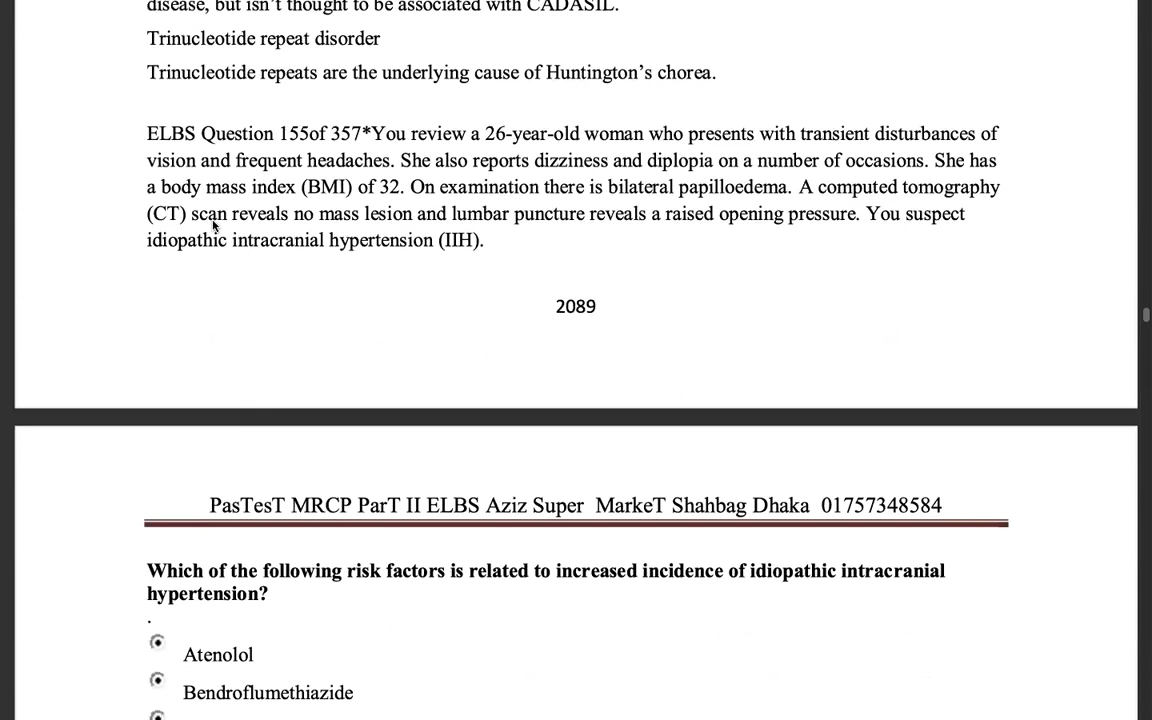 disease, but isn't thought to be associated with CADASIL.
Trinucleotide repeat disorder
Trinucleotide repeats are the underlying cause of Huntington's chorea.
ELBS Question 155of 357*You review a 26-year-old woman who presents with transient disturbances of
vision and frequent headaches. She also reports dizziness and diplopia on a number of occasions. She has
a body mass index (BMI) of 32. On examination there is bilateral papilloedema. A computed tomography
(CT) scan reveals no mass lesion and lumbar puncture reveals a raised opening pressure. You suspect
idiopathic intracranial hypertension (IIH).
2089
PasTesT MRCP ParT II ELBS Aziz Super MarkeT Shahbag Dhaka 01757348584
Which of the following risk factors is related to increased incidence of idiopathic intracranial
hypertension?
.
Atenolol
Bendroflumethiazide